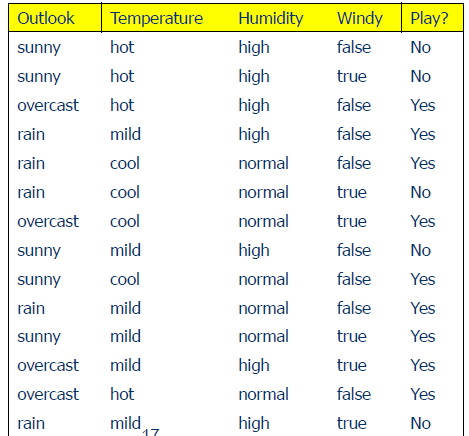 Outlook Temperature Humidity Windy Play?
sunny hot high false No
sunny hot high true No
overcast hot high false Yes
rain mild high false Yes
rain cool normal false Yes
rain cool normal true No
overcast cool normal true Yes
sunny mild high false No
sunny cool normal false Yes
rain mild normal false Yes
sunny mild normal true Yes
overcast mild high true Yes
overcast hot normal false Yes
rain mild high true No
17